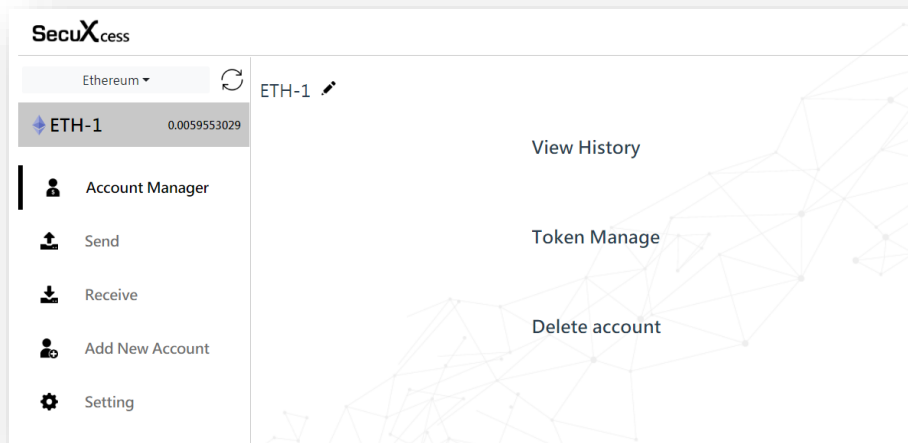 SecuXcess
Ethereum
ETH-1 0.0059553029
Account Manager
Send
Receive
Add New Account
Setting
ETH-1
View History
Token Manage
Delete account